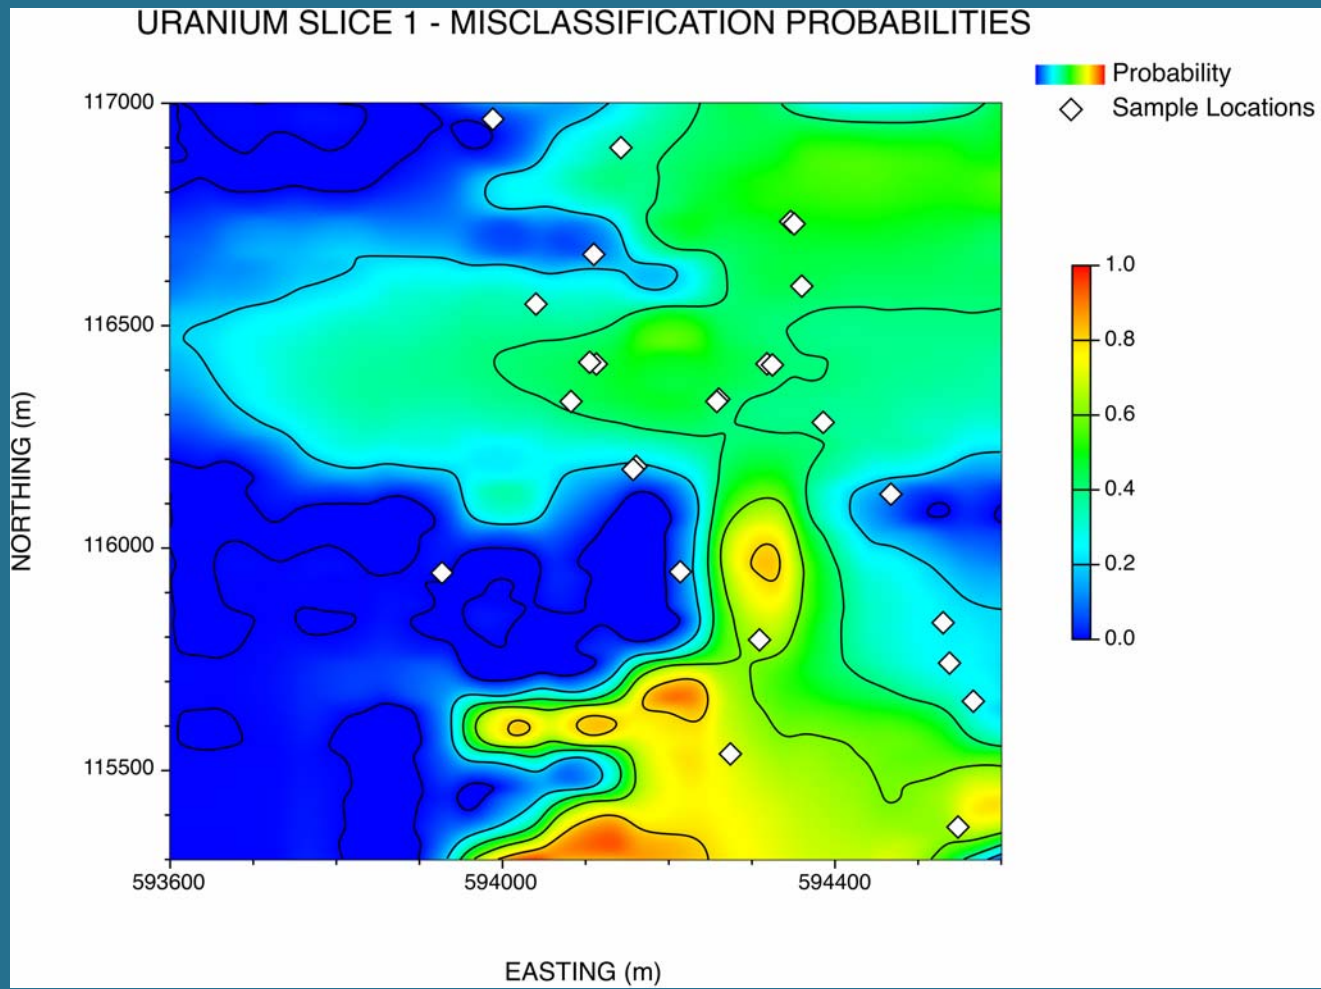 URANIUM SLICE 1 - MISCLASSIFICATION PROBABILITIES
Probability
Sample Locations
117000
116500
116000
115500
593600
594000
594400
NORTHING (m)
EASTING (m)
1.0
0.8
0.6
0.4
0.2
0.0